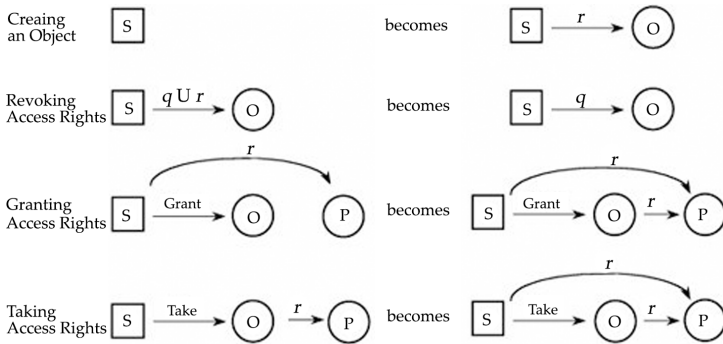 Creaing
an Object
S
becomes
S
r
O
Revoking
Access Rights
S
q U r
O
becomes
S
q
O
r
Granting
Access Rights
S
Grant
O
P
becomes
r
S
Grant
O
r
P
Taking
Access Rights
S
Take
O
r
P
becomes
r
S
Take
O
r
P